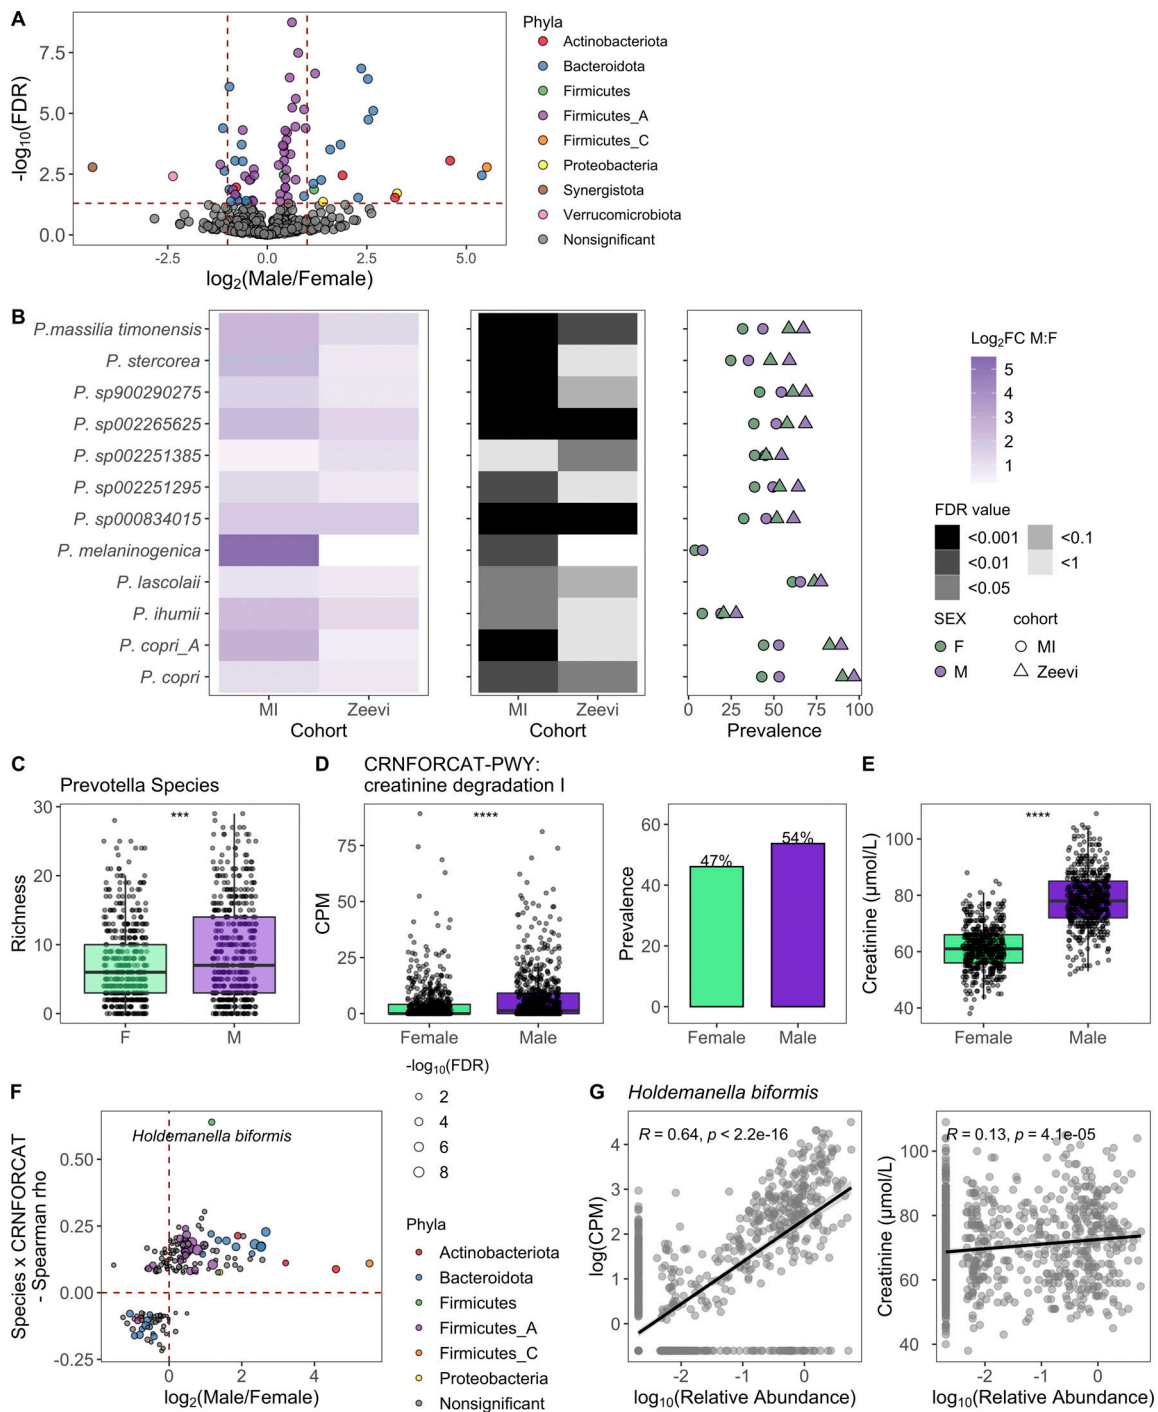 A
7.5
5.0
2.5
0.0
-log10(FDR)
-2.5 0.0 2.5 5.0
log2(Male/Female)
Phyla
Actinobacteriota
Bacteroidota
Firmicutes
Firmicutes_A
Firmicutes_C
Proteobacteria
Synergistota
Verrucomicrobiota
Nonsignificant
B
P.massilia timonensis
P. stercorea
P. sp900290275
P. sp002265625
P. sp002251385
P. sp002251295
P. sp000834015
P. melaninogenica
P. lascolaii
P. ihumii
P. copri_A
P. copri
MI Zeevi
Cohort
MI Zeevi
Cohort
0 25 50 75 100
Prevalence
Log2FC M:F
5
4
3
2
1
FDR value
<0.001 <0.1
<0.01 <1
<0.05
SEX cohort
F MI
M Zeevi
C
Prevotella Species
30
20
10
0
Richness
***
F M
D
CRNFORCAT-PWY:
creatinine degradation I
75
50
25
0
CPM
****
Female Male
60
40
20
0
Prevalence
47% 54%
Female Male
E
100
80
60
40
Creatinine (μmol/L)
****
Female Male
F
Species x CRNFORCAT
- Spearman rho
0.50
0.25
0.00
-0.25
Holdemanella biformis
0 2 4
log2(Male/Female)
-log10(FDR)
2
4
6
8
Phyla
Actinobacteriota
Bacteroidota
Firmicutes
Firmicutes_A
Firmicutes_C
Proteobacteria
Nonsignificant
G
Holdemanella biformis
R = 0.64, p < 2.2e-16
4
3
2
1
0
log(CPM)
-2 -1 0
log10(Relative Abundance)
R = 0.13, p = 4.1e-05
100
80
60
40
Creatinine (μmol/L)
-2 -1 0
log10(Relative Abundance)